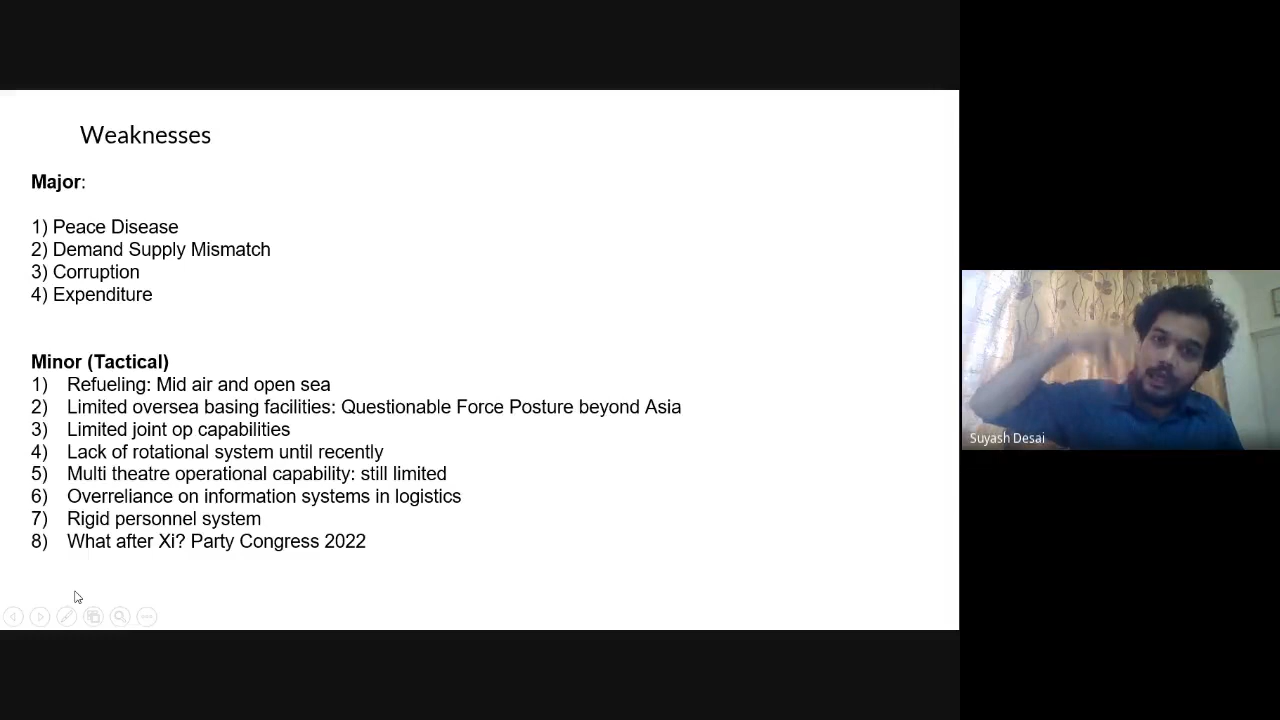 Weaknesses
Major:
1) Peace Disease
2) Demand Supply Mismatch
3) Corruption
4) Expenditure
Minor (Tactical)
1) Refueling: Mid air and open sea
2) Limited oversea basing facilities: Questionable Force Posture beyond Asia
3) Limited joint op capabilities
4) Lack of rotational system until recently
5) Multi theatre operational capability: still limited
6) Overreliance on information systems in logistics
7) Rigid personnel system
8) What after Xi? Party Congress 2022
Suyash Desai